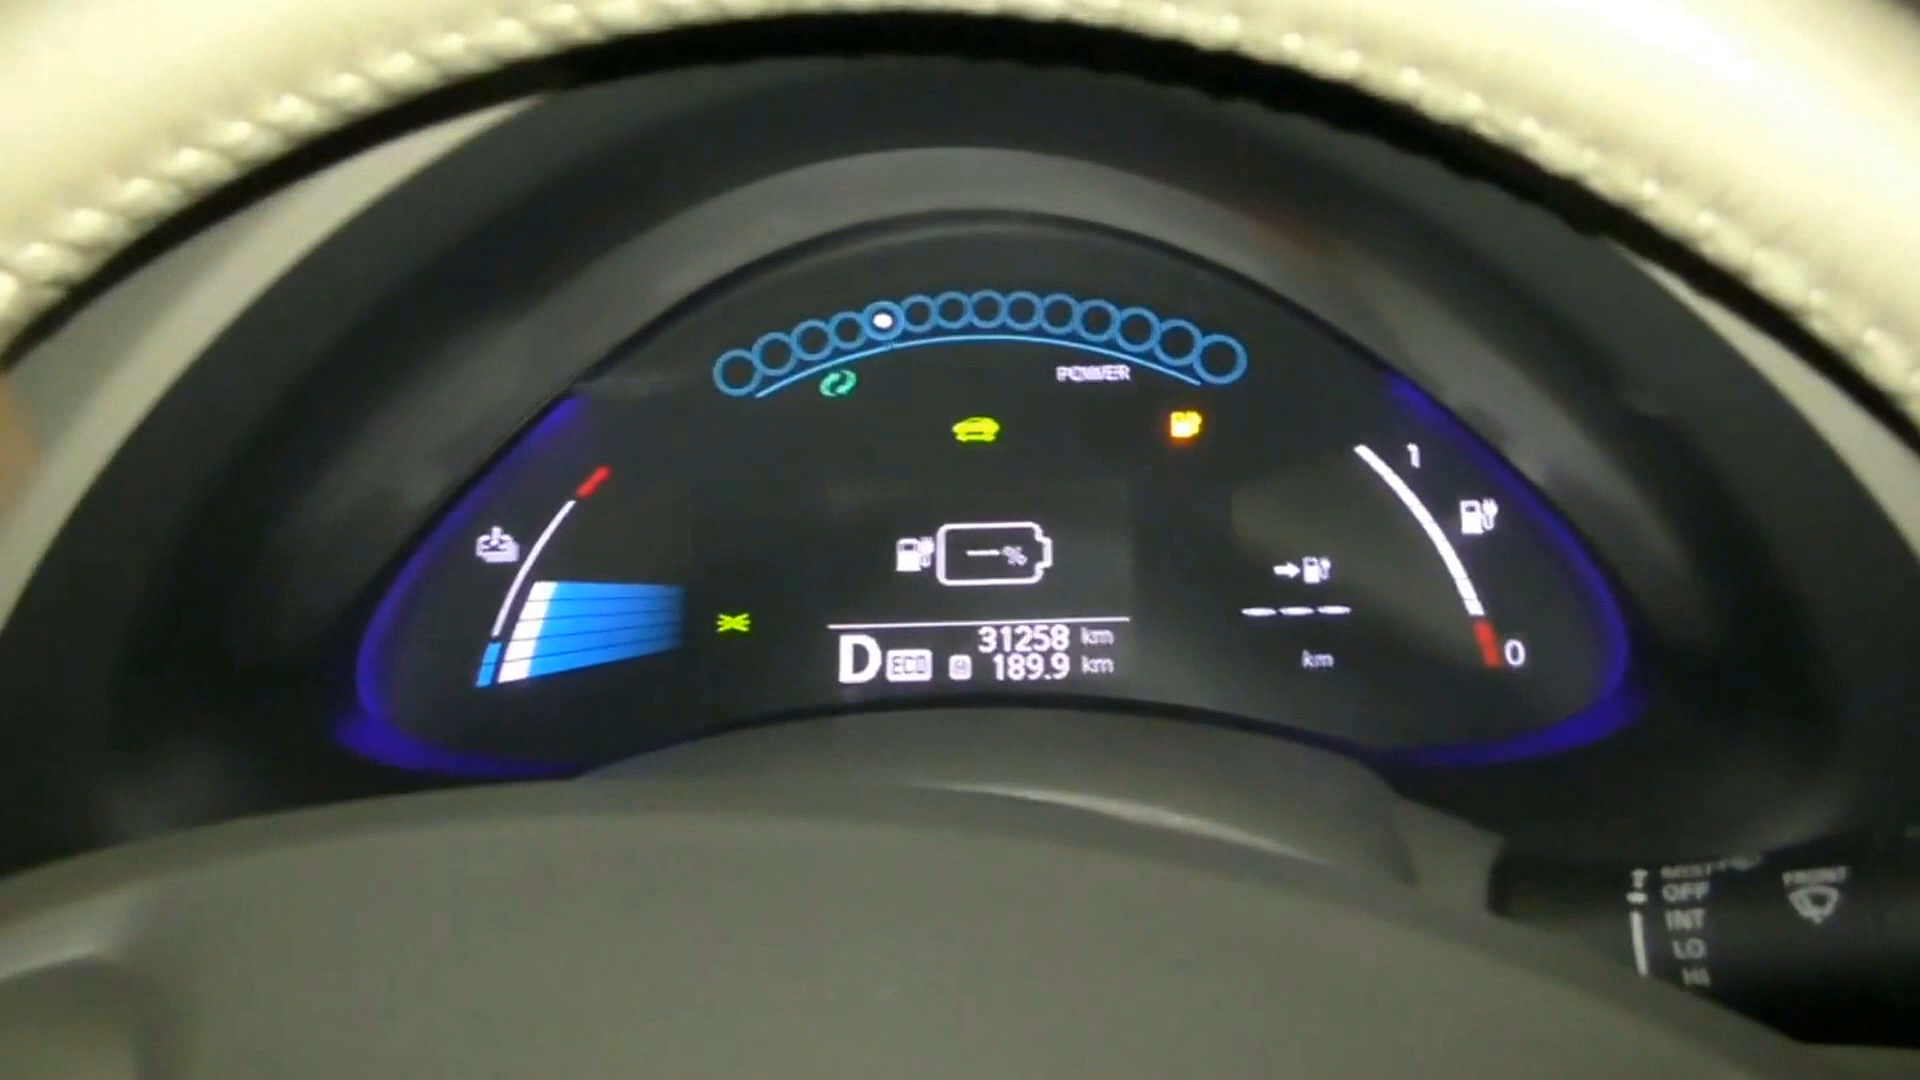 POWER
1
— %
— — —
31258 km
D ECO 189.9 km
km
0
OFF
FRONT
INT
LO
HI